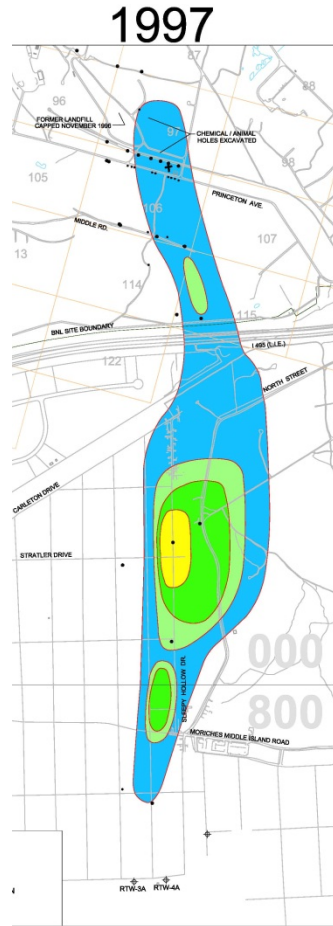 1997
87
96
88
FORMER LANDFILL
CAPPED NOVEMBER 1996
97
CHEMICAL / ANIMAL
HOLES EXCAVATED
98
105
PRINCETON AVE.
106
MIDDLE RD.
107
13
114
115
BNL SITE BOUNDARY
I 495 (L.I.E.)
122
NORTH STREET
CARLETON DRIVE
STRATLER DRIVE
000
800
SLEEPY HOLLOW DR.
MORICHES MIDDLE ISLAND ROAD
RTW-3A
RTW-4A